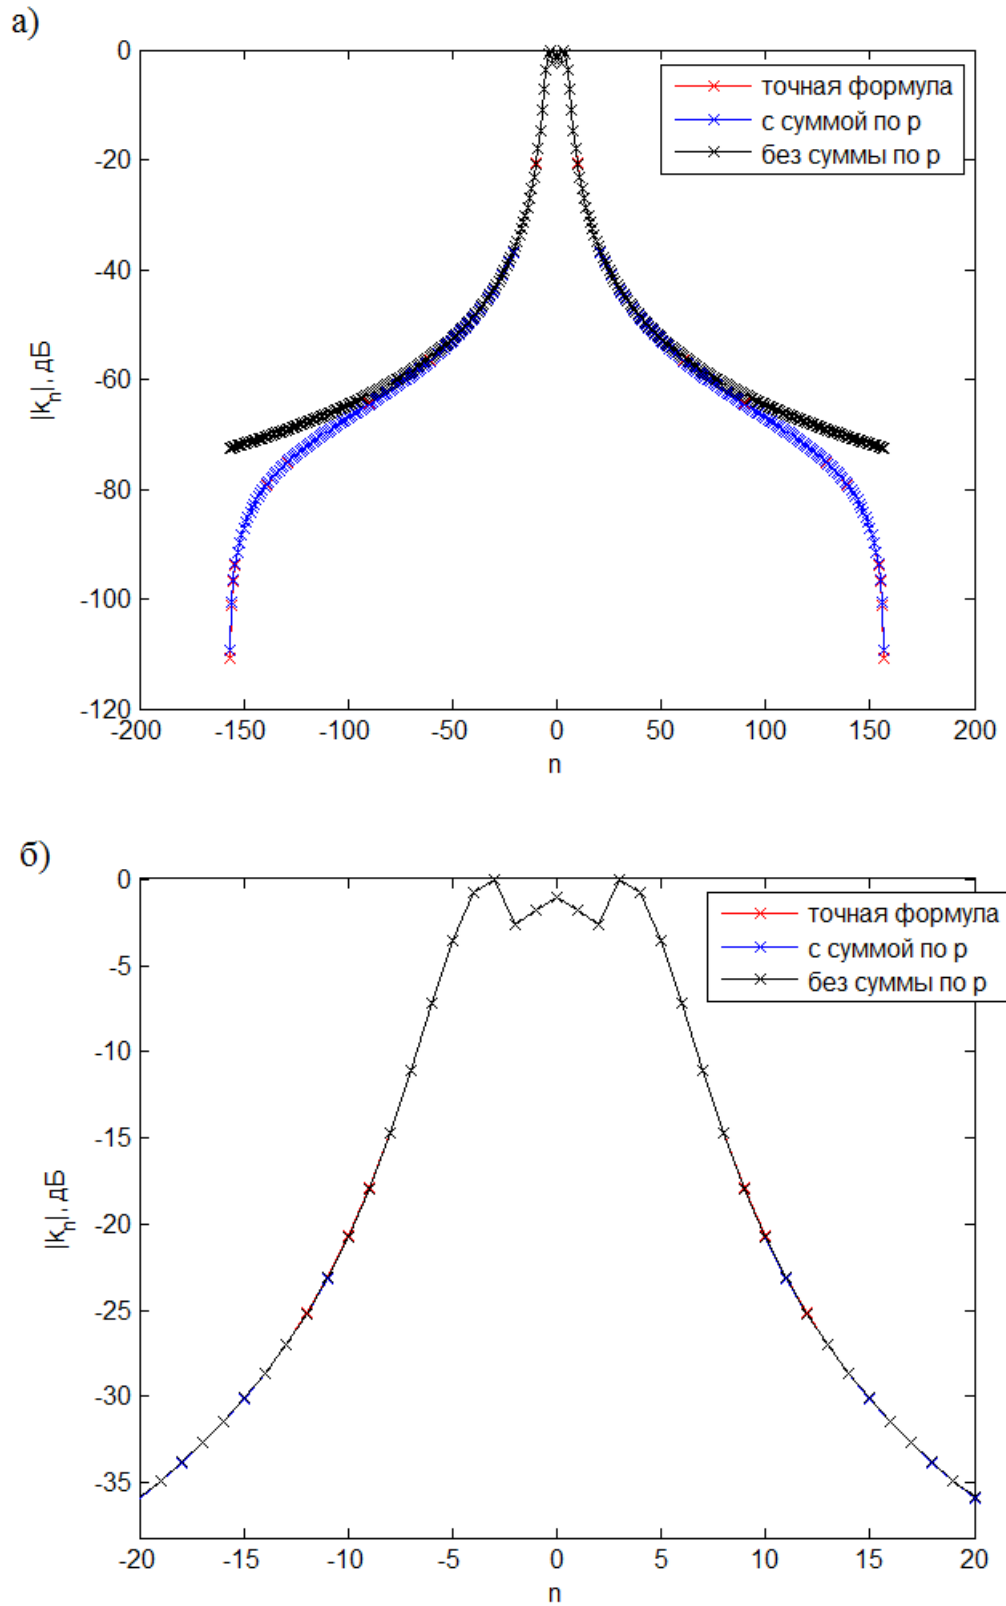 а)
0
-20
-40
-60
-80
-100
-120
|k_n|, дБ
-200 -150 -100 -50 0 50 100 150 200
n
точная формула
с суммой по р
без суммы по р
б)
0
-5
-10
-15
-20
-25
-30
-35
|k_n|, дБ
-20 -15 -10 -5 0 5 10 15 20
n
точная формула
с суммой по р
без суммы по р